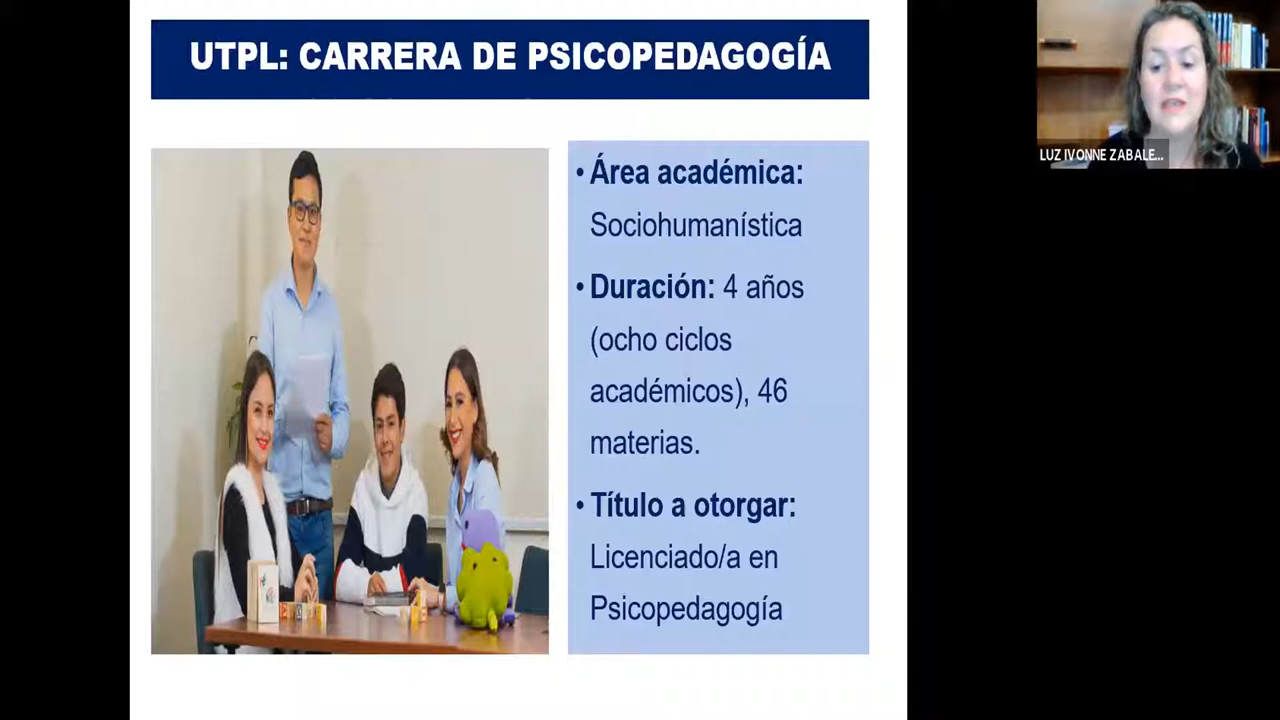 UTPL: CARRERA DE PSICOPEDAGOGÍA
LUZ IVONNE ZABALE...
• Área académica:
Sociohumanística
• Duración: 4 años
(ocho ciclos
académicos), 46
materias.
• Título a otorgar:
Licenciado/a en
Psicopedagogía